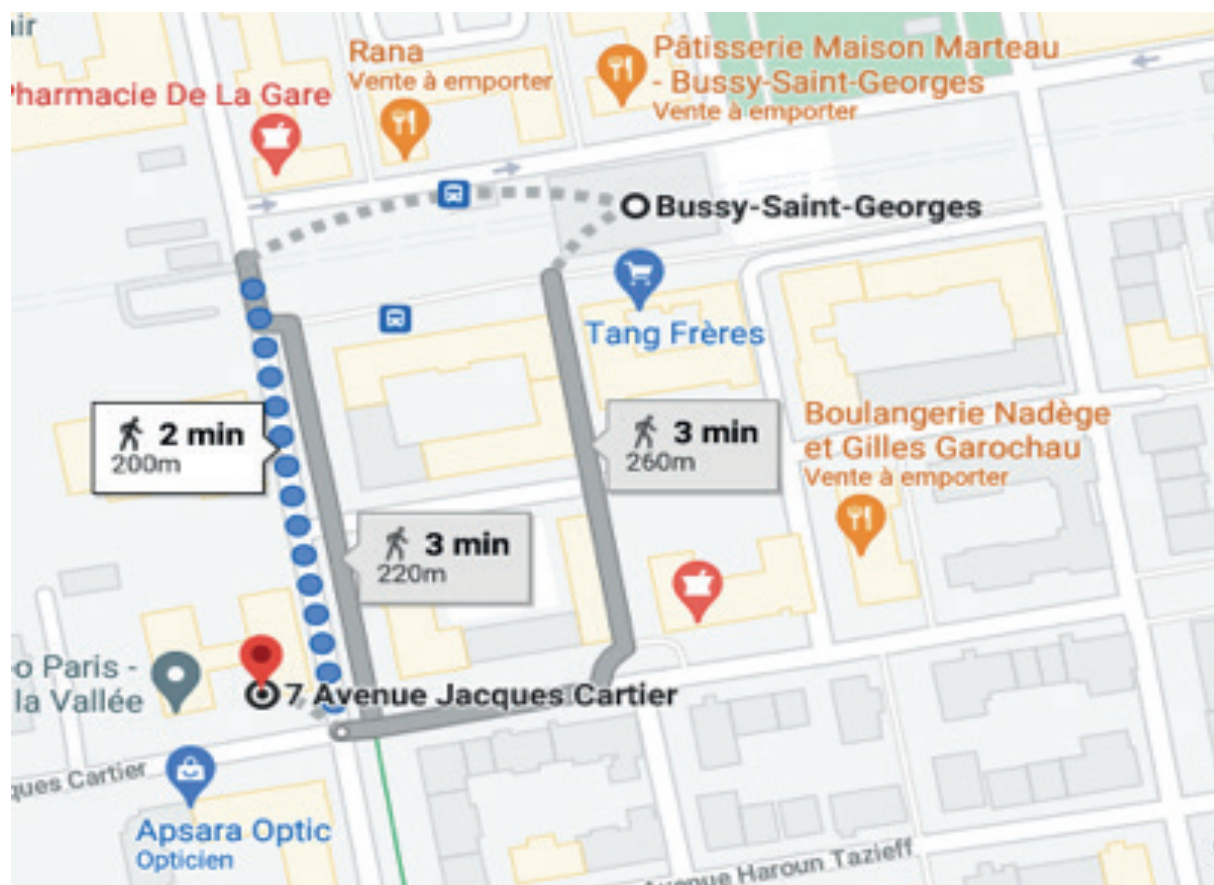 air
Rana
Vente à emporter
Pâtisserie Maison Marteau
- Bussy-Saint-Georges
Vente à emporter
Pharmacie De La Gare
Bussy-Saint-Georges
Tang Frères
2 min
200m
3 min
260m
Boulangerie Nadège
et Gilles Garochau
Vente à emporter
3 min
220m
o Paris -
la Vallée
7 Avenue Jacques Cartier
ques Cartier
Apsara Optic
Opticien
Avenue Haroun Tazieff